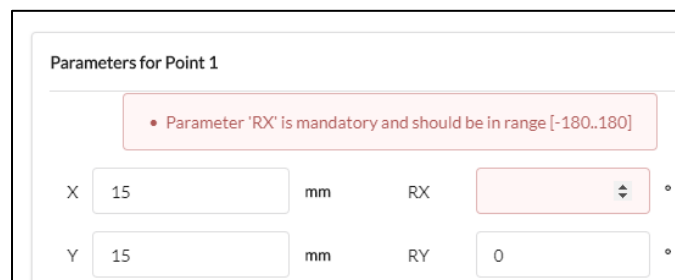 Parameters for Point 1
• Parameter 'RX' is mandatory and should be in range [-180..180]
X 15 mm RX °
Y 15 mm RY 0 °